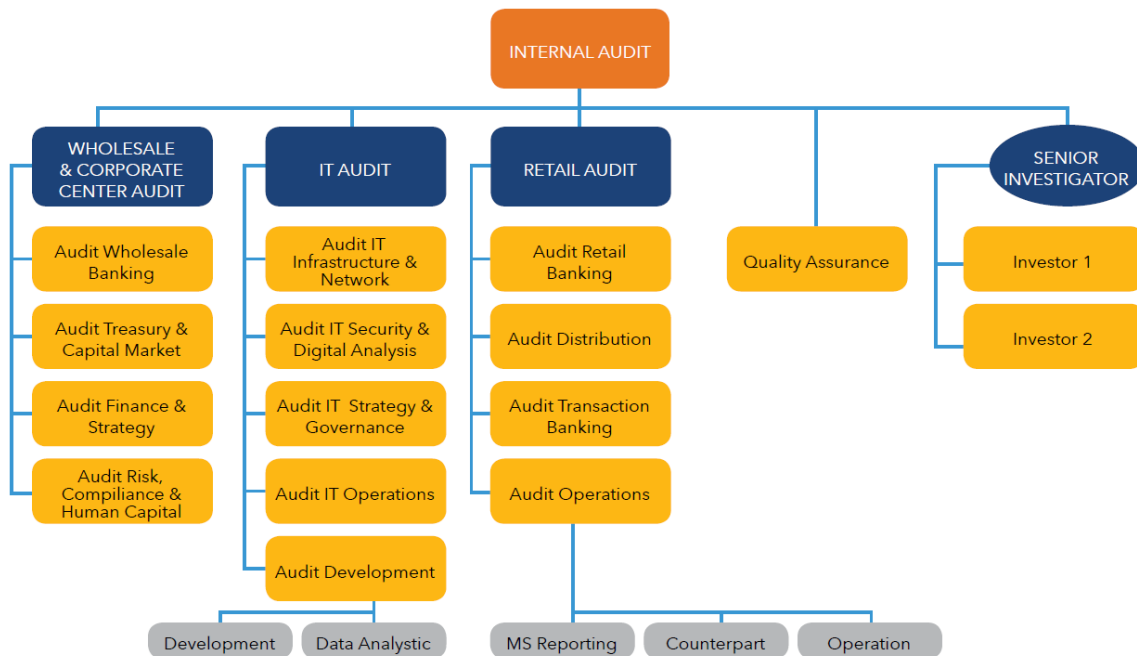 INTERNAL AUDIT
WHOLESALE
& CORPORATE
CENTER AUDIT
IT AUDIT
RETAIL AUDIT
SENIOR
INVESTIGATOR
Audit Wholesale
Banking
Audit Treasury &
Capital Market
Audit Finance &
Strategy
Audit Risk,
Compiliance &
Human Capital
Audit IT
Infrastructure &
Network
Audit IT Security &
Digital Analysis
Audit IT Strategy &
Governance
Audit IT Operations
Audit Development
Development
Data Analystic
Audit Retail
Banking
Audit Distribution
Audit Transaction
Banking
Audit Operations
MS Reporting
Counterpart
Operation
Quality Assurance
Investor 1
Investor 2